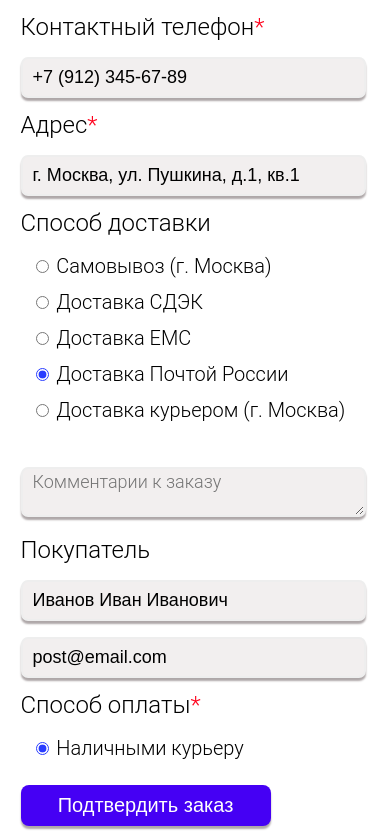 Контактный телефон*
+7 (912) 345-67-89
Адрес*
г. Москва, ул. Пушкина, д.1, кв.1
Способ доставки
Самовывоз (г. Москва)
Доставка СДЭК
Доставка ЕМС
Доставка Почтой России
Доставка курьером (г. Москва)
Комментарии к заказу
Покупатель
Иванов Иван Иванович
post@email.com
Способ оплаты*
Наличными курьеру
Подтвердить заказ